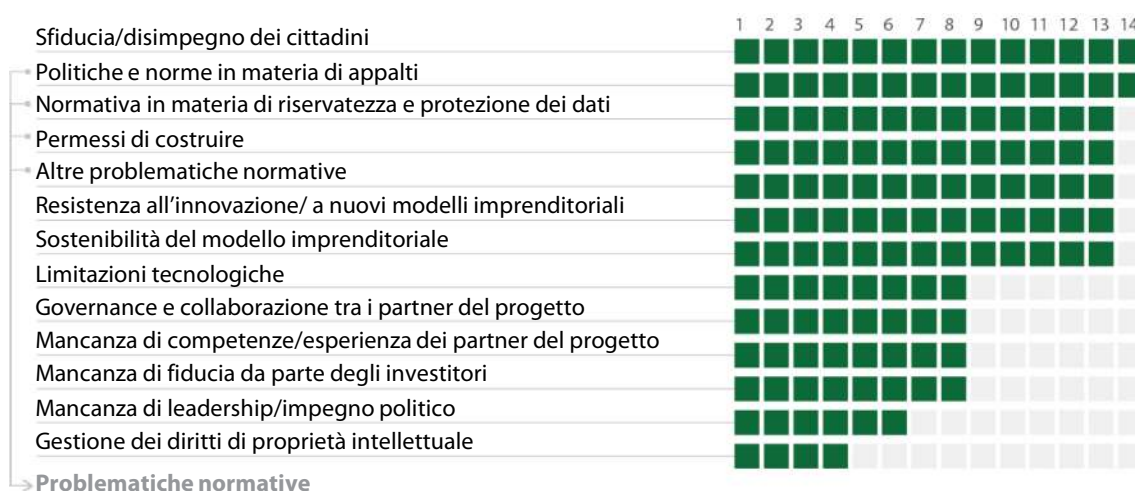 1 2 3 4 5 6 7 8 9 10 11 12 13 14
Sfiducia/disimpegno dei cittadini
Politiche e norme in materia di appalti
Normativa in materia di riservatezza e protezione dei dati
Permessi di costruire
Altre problematiche normative
Resistenza all’innovazione/ a nuovi modelli imprenditoriali
Sostenibilità del modello imprenditoriale
Limitazioni tecnologiche
Governance e collaborazione tra i partner del progetto
Mancanza di competenze/esperienza dei partner del progetto
Mancanza di fiducia da parte degli investitori
Mancanza di leadership/impegno politico
Gestione dei diritti di proprietà intellettuale
Problematiche normative